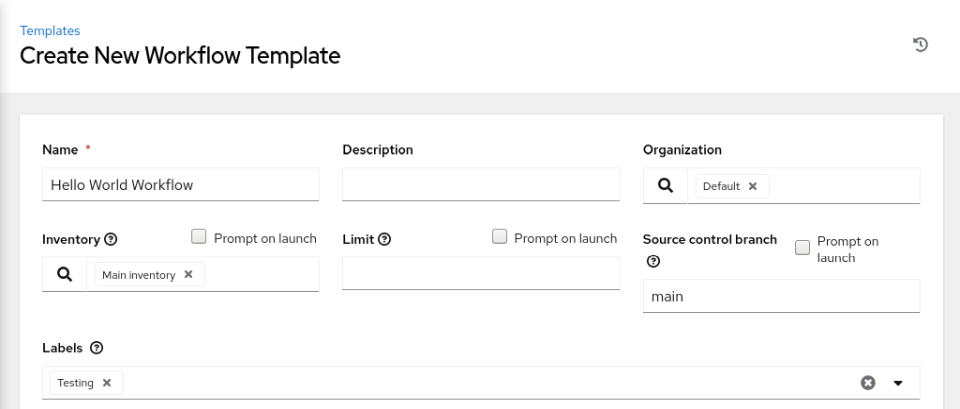 Templates
Create New Workflow Template
Name *
Description
Organization
Hello World Workflow
Default
Inventory
Prompt on launch
Limit
Prompt on launch
Source control branch
Prompt on
launch
Main inventory
main
Labels
Testing